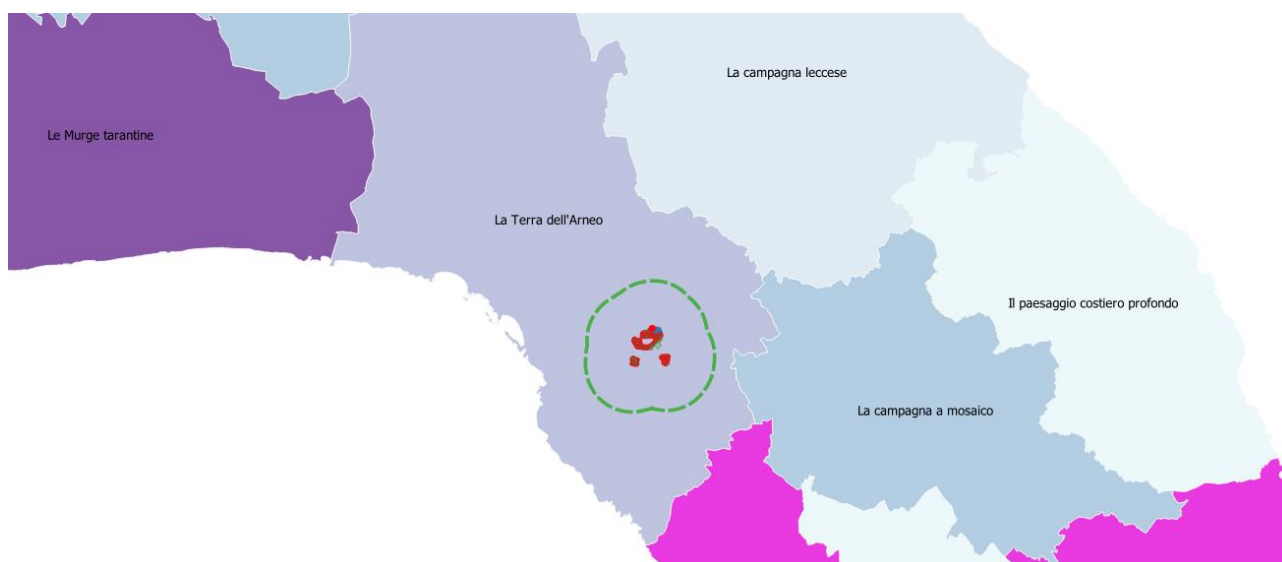 La campagna leccese
Le Murge tarantine
La Terra dell'Arneo
Il paesaggio costiero profondo
La campagna a mosaico